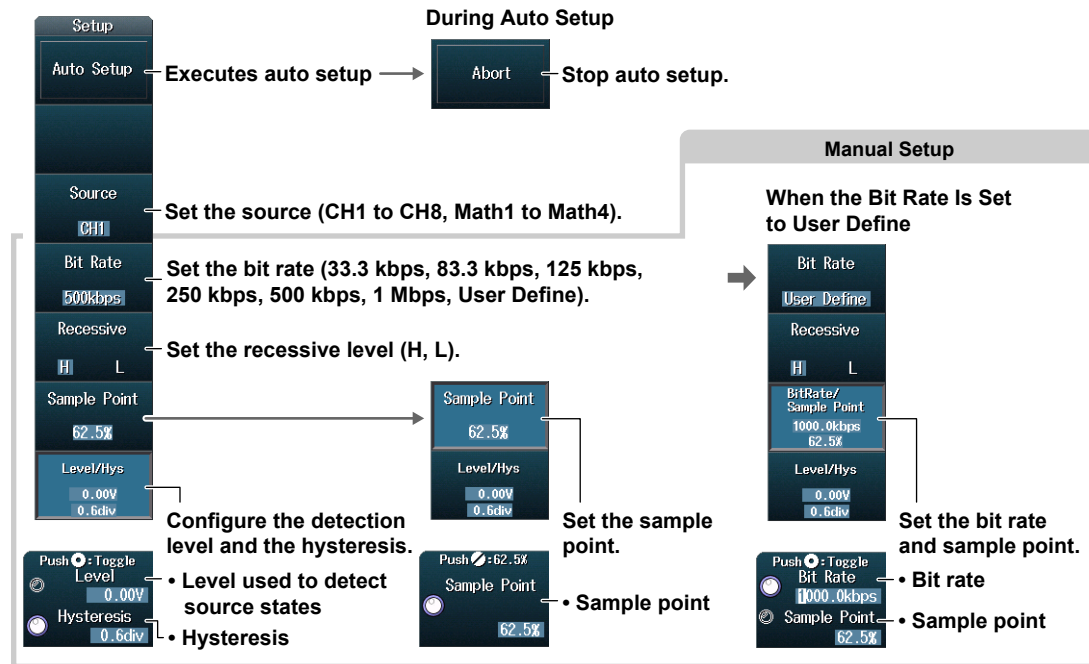 During Auto Setup
Setup
Auto Setup
Executes auto setup
Abort
Stop auto setup.
Manual Setup
Source
CH1
Set the source (CH1 to CH8, Math1 to Math4).
When the Bit Rate Is Set
to User Define
Bit Rate
500kbps
Set the bit rate (33.3 kbps, 83.3 kbps, 125 kbps,
250 kbps, 500 kbps, 1 Mbps, User Define).
Bit Rate
User Define
Recessive
H L
Set the recessive level (H, L).
Recessive
H L
Sample Point
62.5%
Sample Point
62.5%
BitRate/
Sample Point
1000.0kbps
62.5%
Level/Hys
0.00V
0.6div
Level/Hys
0.00V
0.6div
Level/Hys
0.00V
0.6div
Configure the detection
level and the hysteresis.
Set the sample
point.
Set the bit rate
and sample point.
Push :Toggle
Level
0.00V
Hysteresis
0.6div
• Level used to detect
source states
• Hysteresis
Push :62.5%
Sample Point
62.5%
• Sample point
Push :Toggle
Bit Rate
1000.0kbps
Sample Point
62.5%
• Bit rate
• Sample point